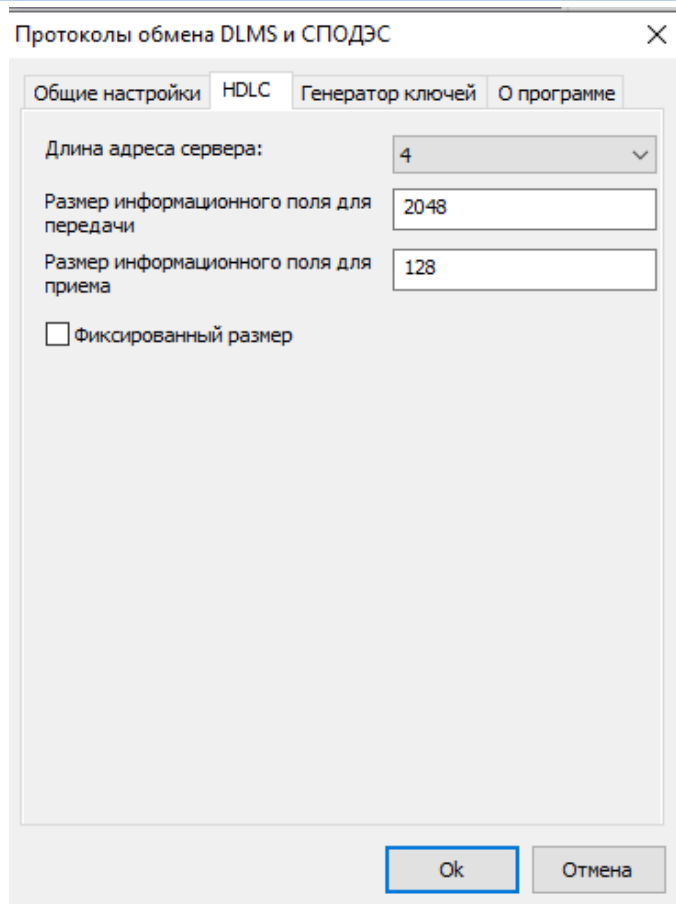 Протоколы обмена DLMS и СПОДЭС
Общие настройки HDLC Генератор ключей О программе
Длина адреса сервера: 4
Размер информационного поля для
передачи
2048
Размер информационного поля для
приема
128
Фиксированный размер
Ok Отмена